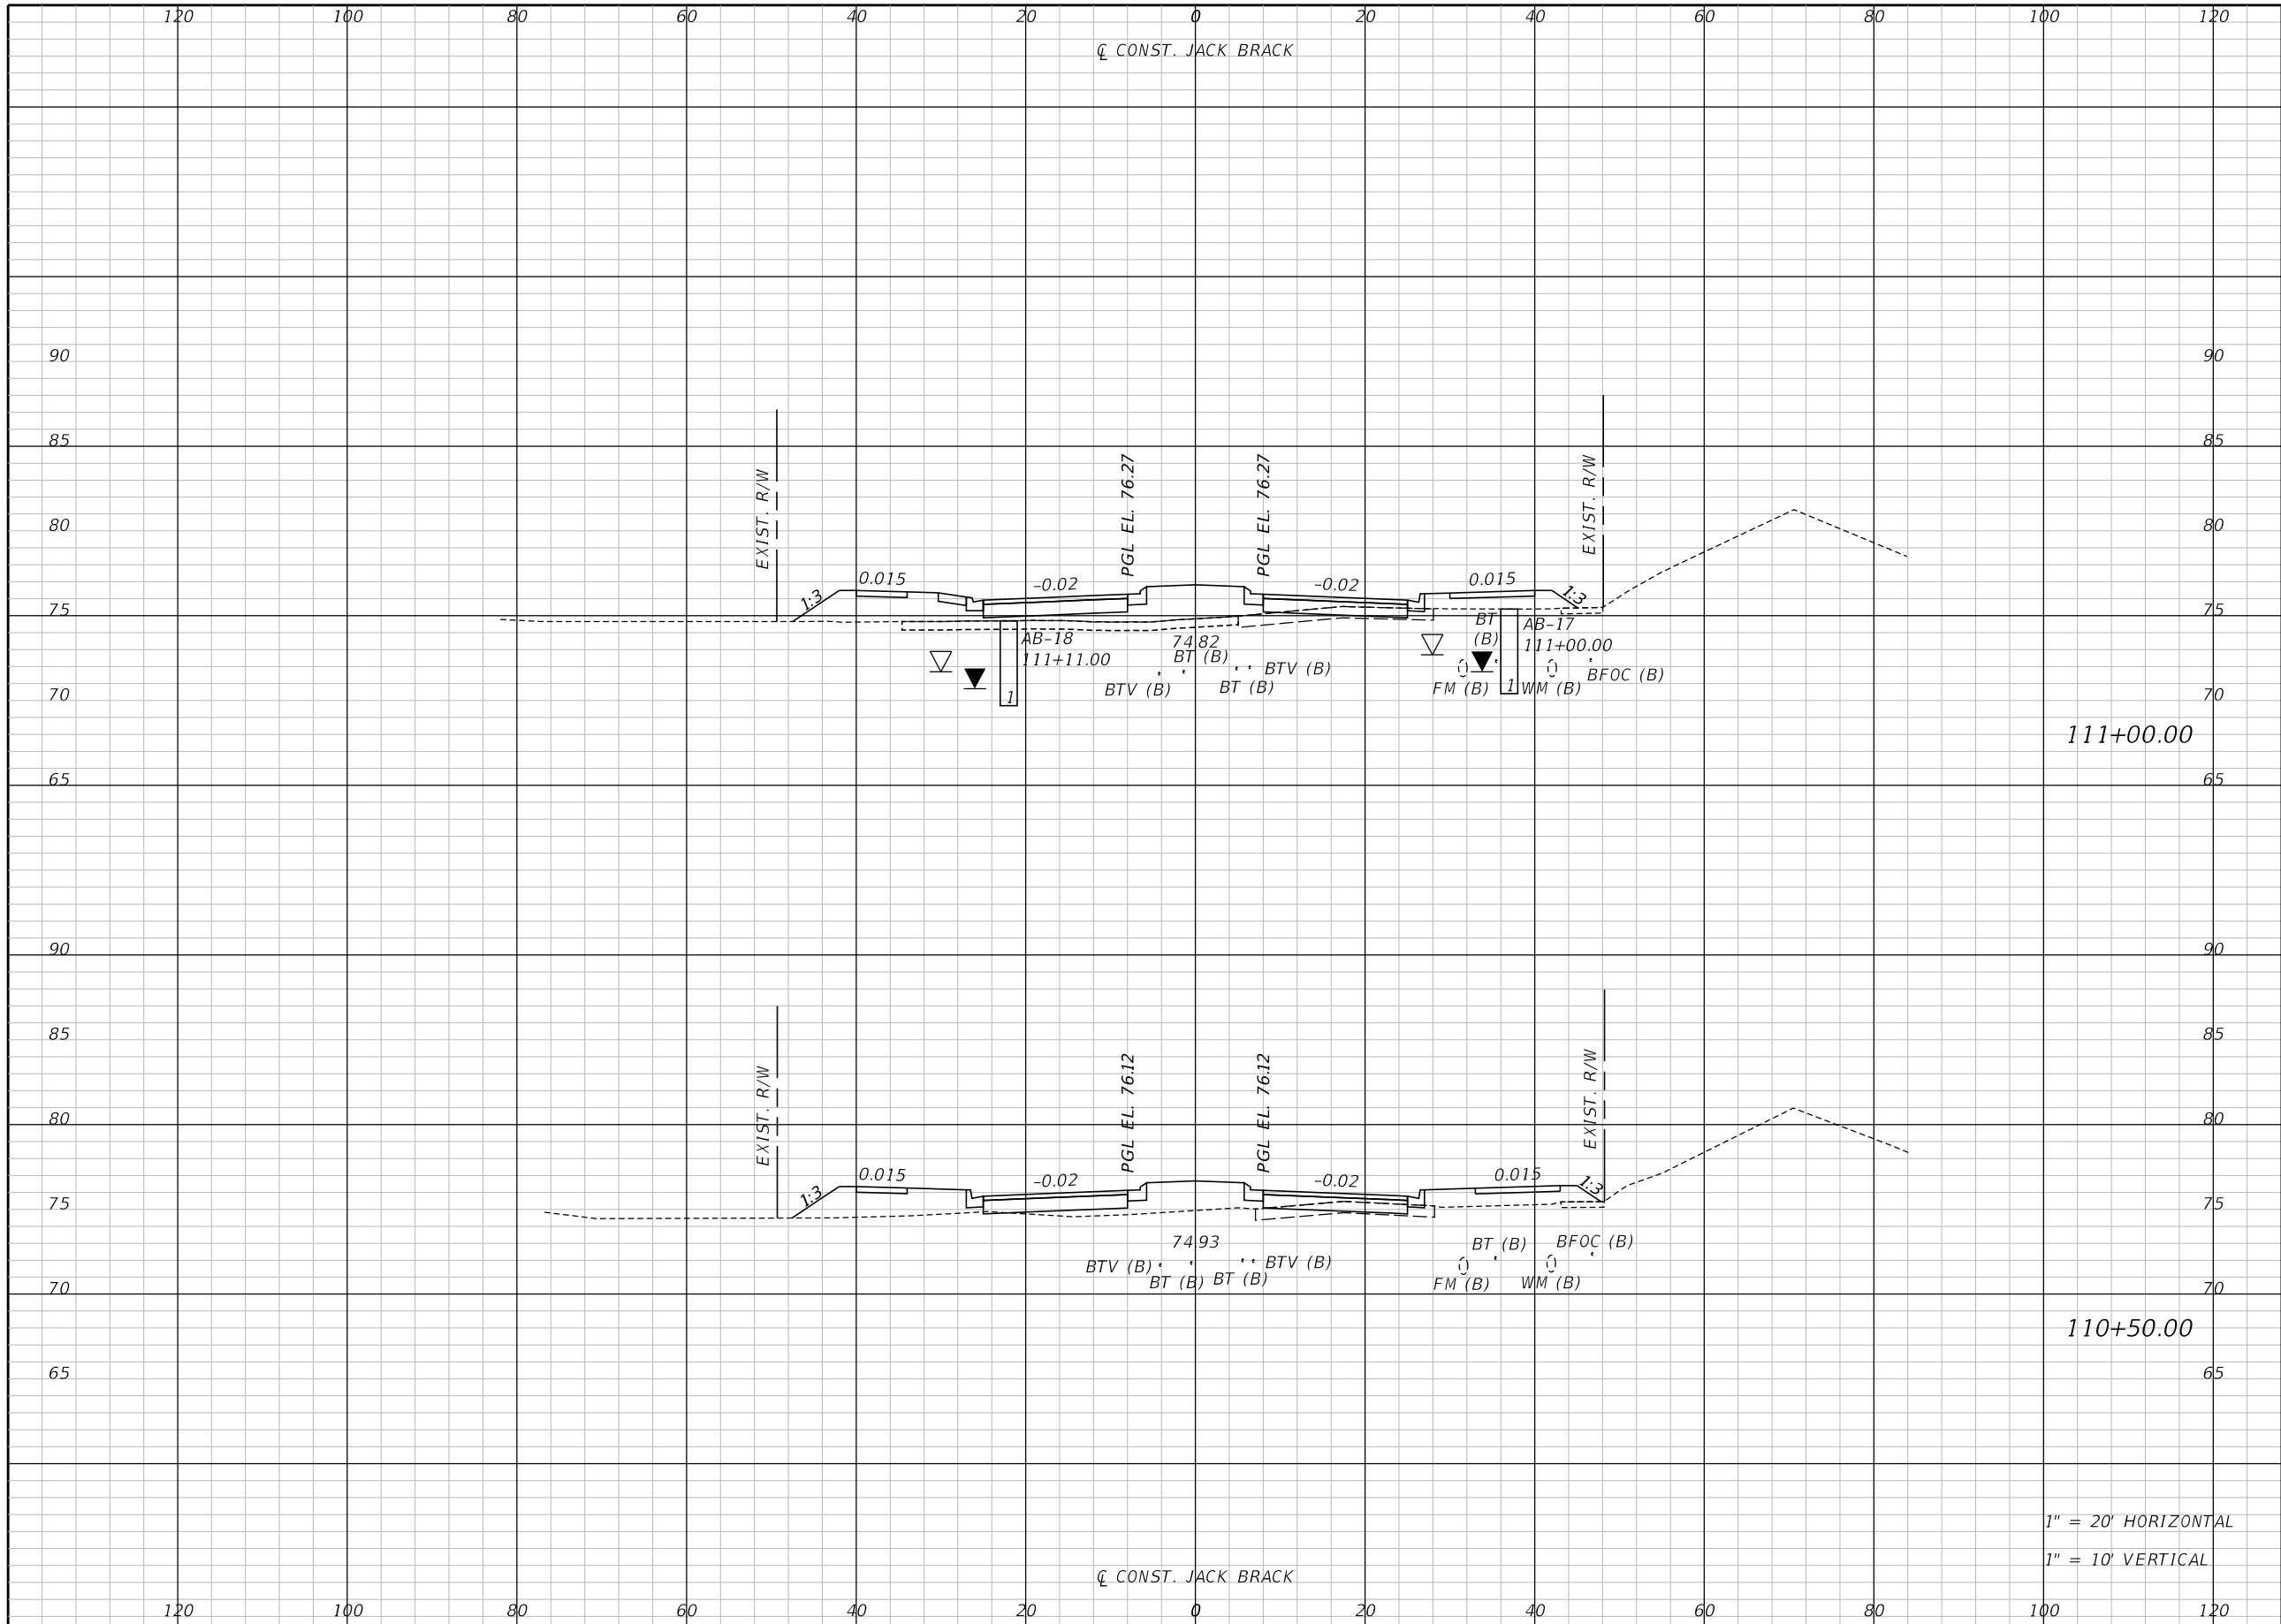 120 100 80 60 40 20 0 20 40 60 80 100 120
℄ CONST. JACK BRACK
90 90
85 85
EXIST. R/W PGL EL. 76.27 PGL EL. 76.27 EXIST. R/W
80 80
1:3 0.015 -0.02 -0.02 0.015 1:3
75 75
AB-18
111+11.00
1
74.82
BT (B)
BTV (B)
BT (B)
BTV (B)
BT
(B)
AB-17
111+00.00
1
FM (B)
WM (B)
BFOC (B)
70 70
111+00.00
65 65
90 90
85 85
EXIST. R/W PGL EL. 76.12 PGL EL. 76.12 EXIST. R/W
80 80
1:3 0.015 -0.02 -0.02 0.015 1:3
75 75
74.93
BTV (B)
BT (B)
BT (B)
BTV (B)
BT (B)
BFOC (B)
FM (B)
WM (B)
70 70
110+50.00
65 65
1" = 20' HORIZONTAL
1" = 10' VERTICAL
℄ CONST. JACK BRACK
120 100 80 60 40 20 0 20 40 60 80 100 120